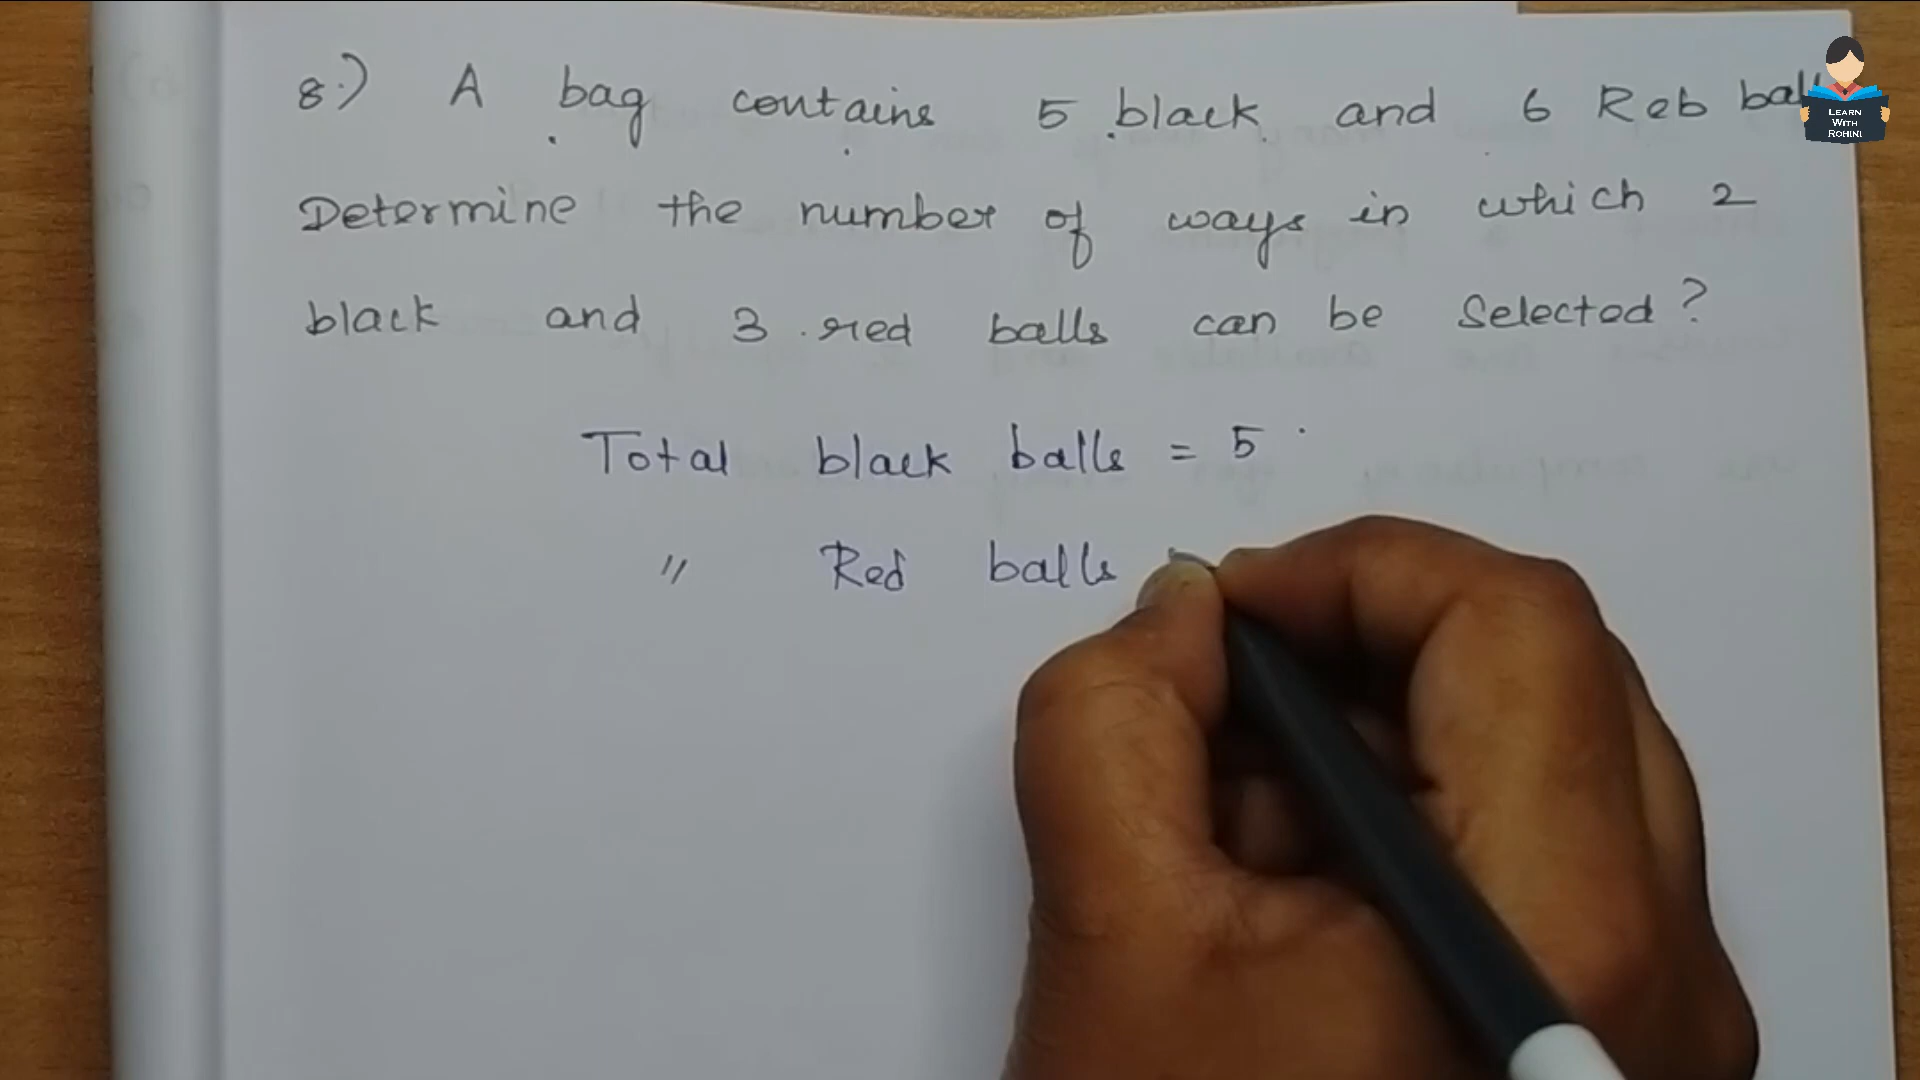 8.) A bag contains 5 black and 6 Reb ball
Determine the number of ways in which 2
black and 3 red balls can be Selected?
Total black balls = 5
" Red balls
LEARN
WITH
ROHINI